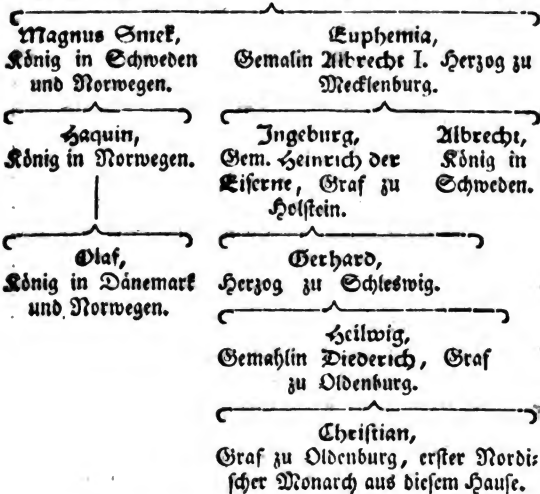 Magnus Smek,
König in Schweden
und Norwegen.
Euphemia,
Gemalin Albrecht I. Herzog zu
Mecklenburg.
Haquin,
König in Norwegen.
Ingeburg,
Gem. Heinrich der
Eiserne, Graf zu
Holstein.
Albrecht,
König in
Schweden.
Olaf,
König in Dänemark
und Norwegen.
Gerhard,
Herzog zu Schleswig.
Heilwig,
Gemahlin Diederich, Graf
zu Oldenburg.
Christian,
Graf zu Oldenburg, erster Nordi:
scher Monarch aus diesem Hause.